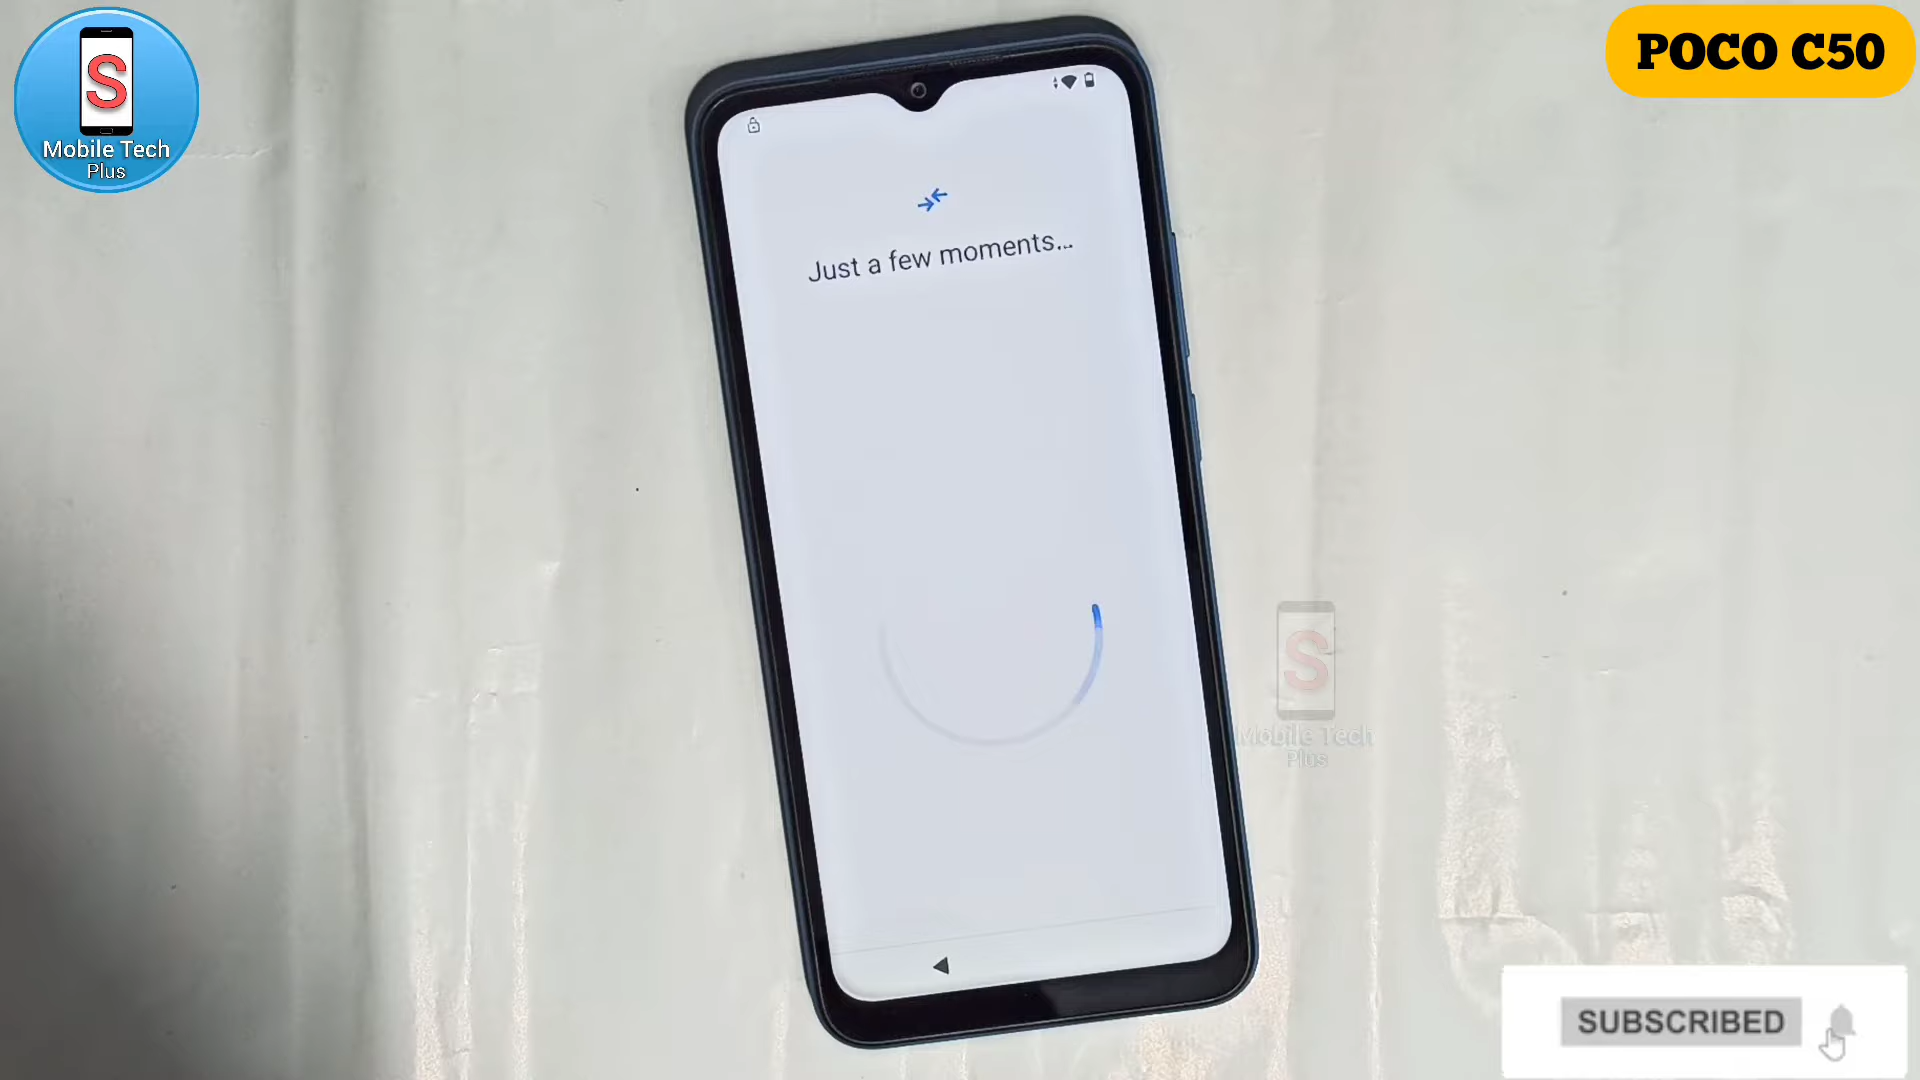 S
Mobile Tech
Plus
POCO C50
Just a few moments...
S
Mobile Tech
Plus
SUBSCRIBED